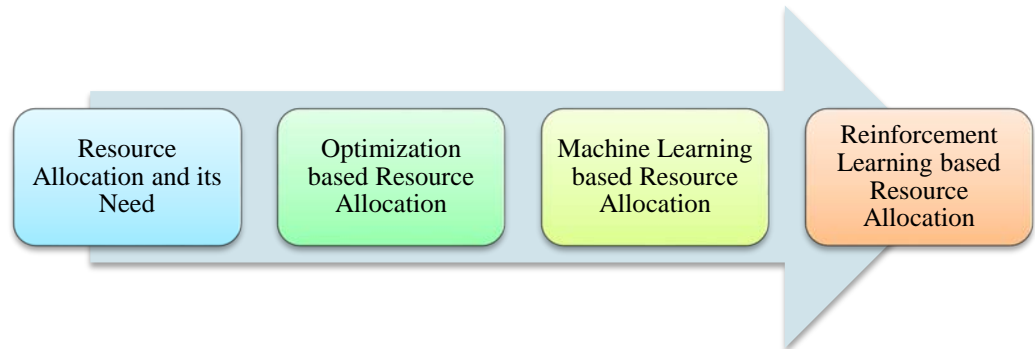 Resource
Allocation and its
Need
Optimization
based Resource
Allocation
Machine Learning
based Resource
Allocation
Reinforcement
Learning based
Resource
Allocation